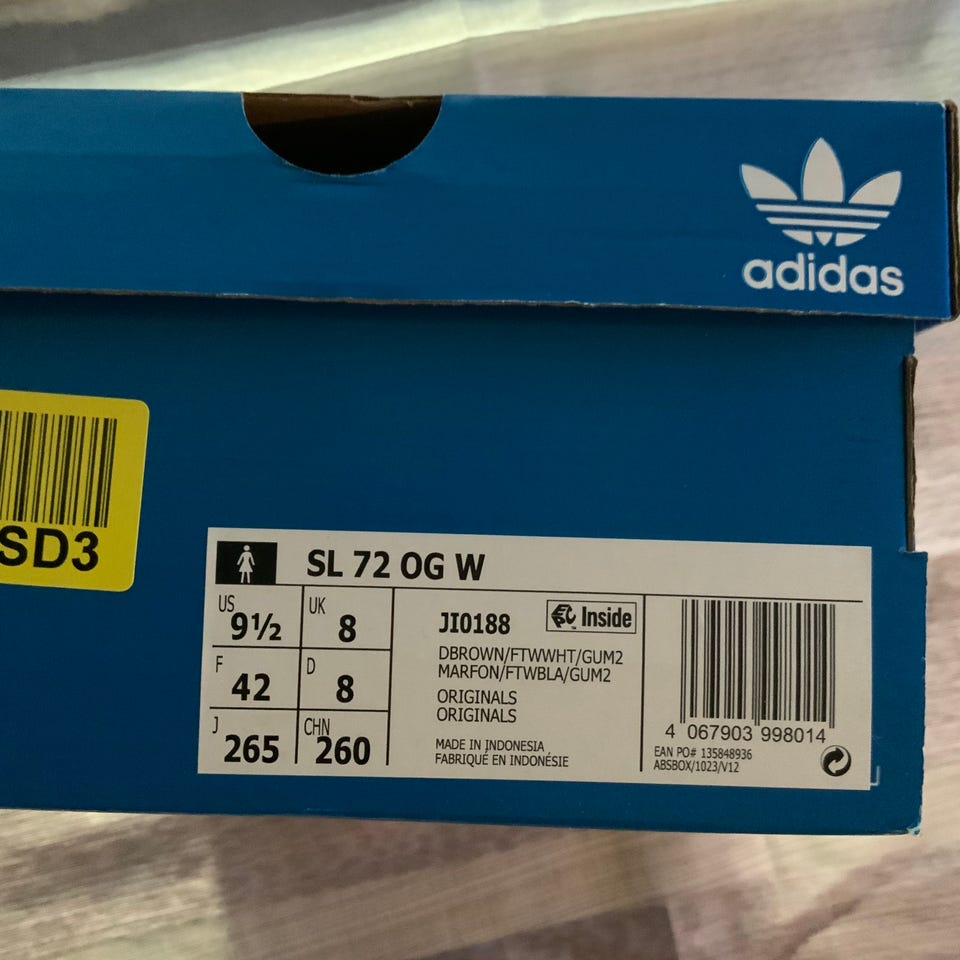 adidas
SD3
SL 72 OG W
US 9½
UK 8
F 42
D 8
J 265
CHN 260
JI0188
Inside
DBROWN/FTWWHT/GUM2
MARFON/FTWBLA/GUM2
ORIGINALS
ORIGINALS
MADE IN INDONESIA
FABRIQUÉ EN INDONÉSIE
4 067903 998014
EAN PO# 135848936
ABSBOX/1023/V12